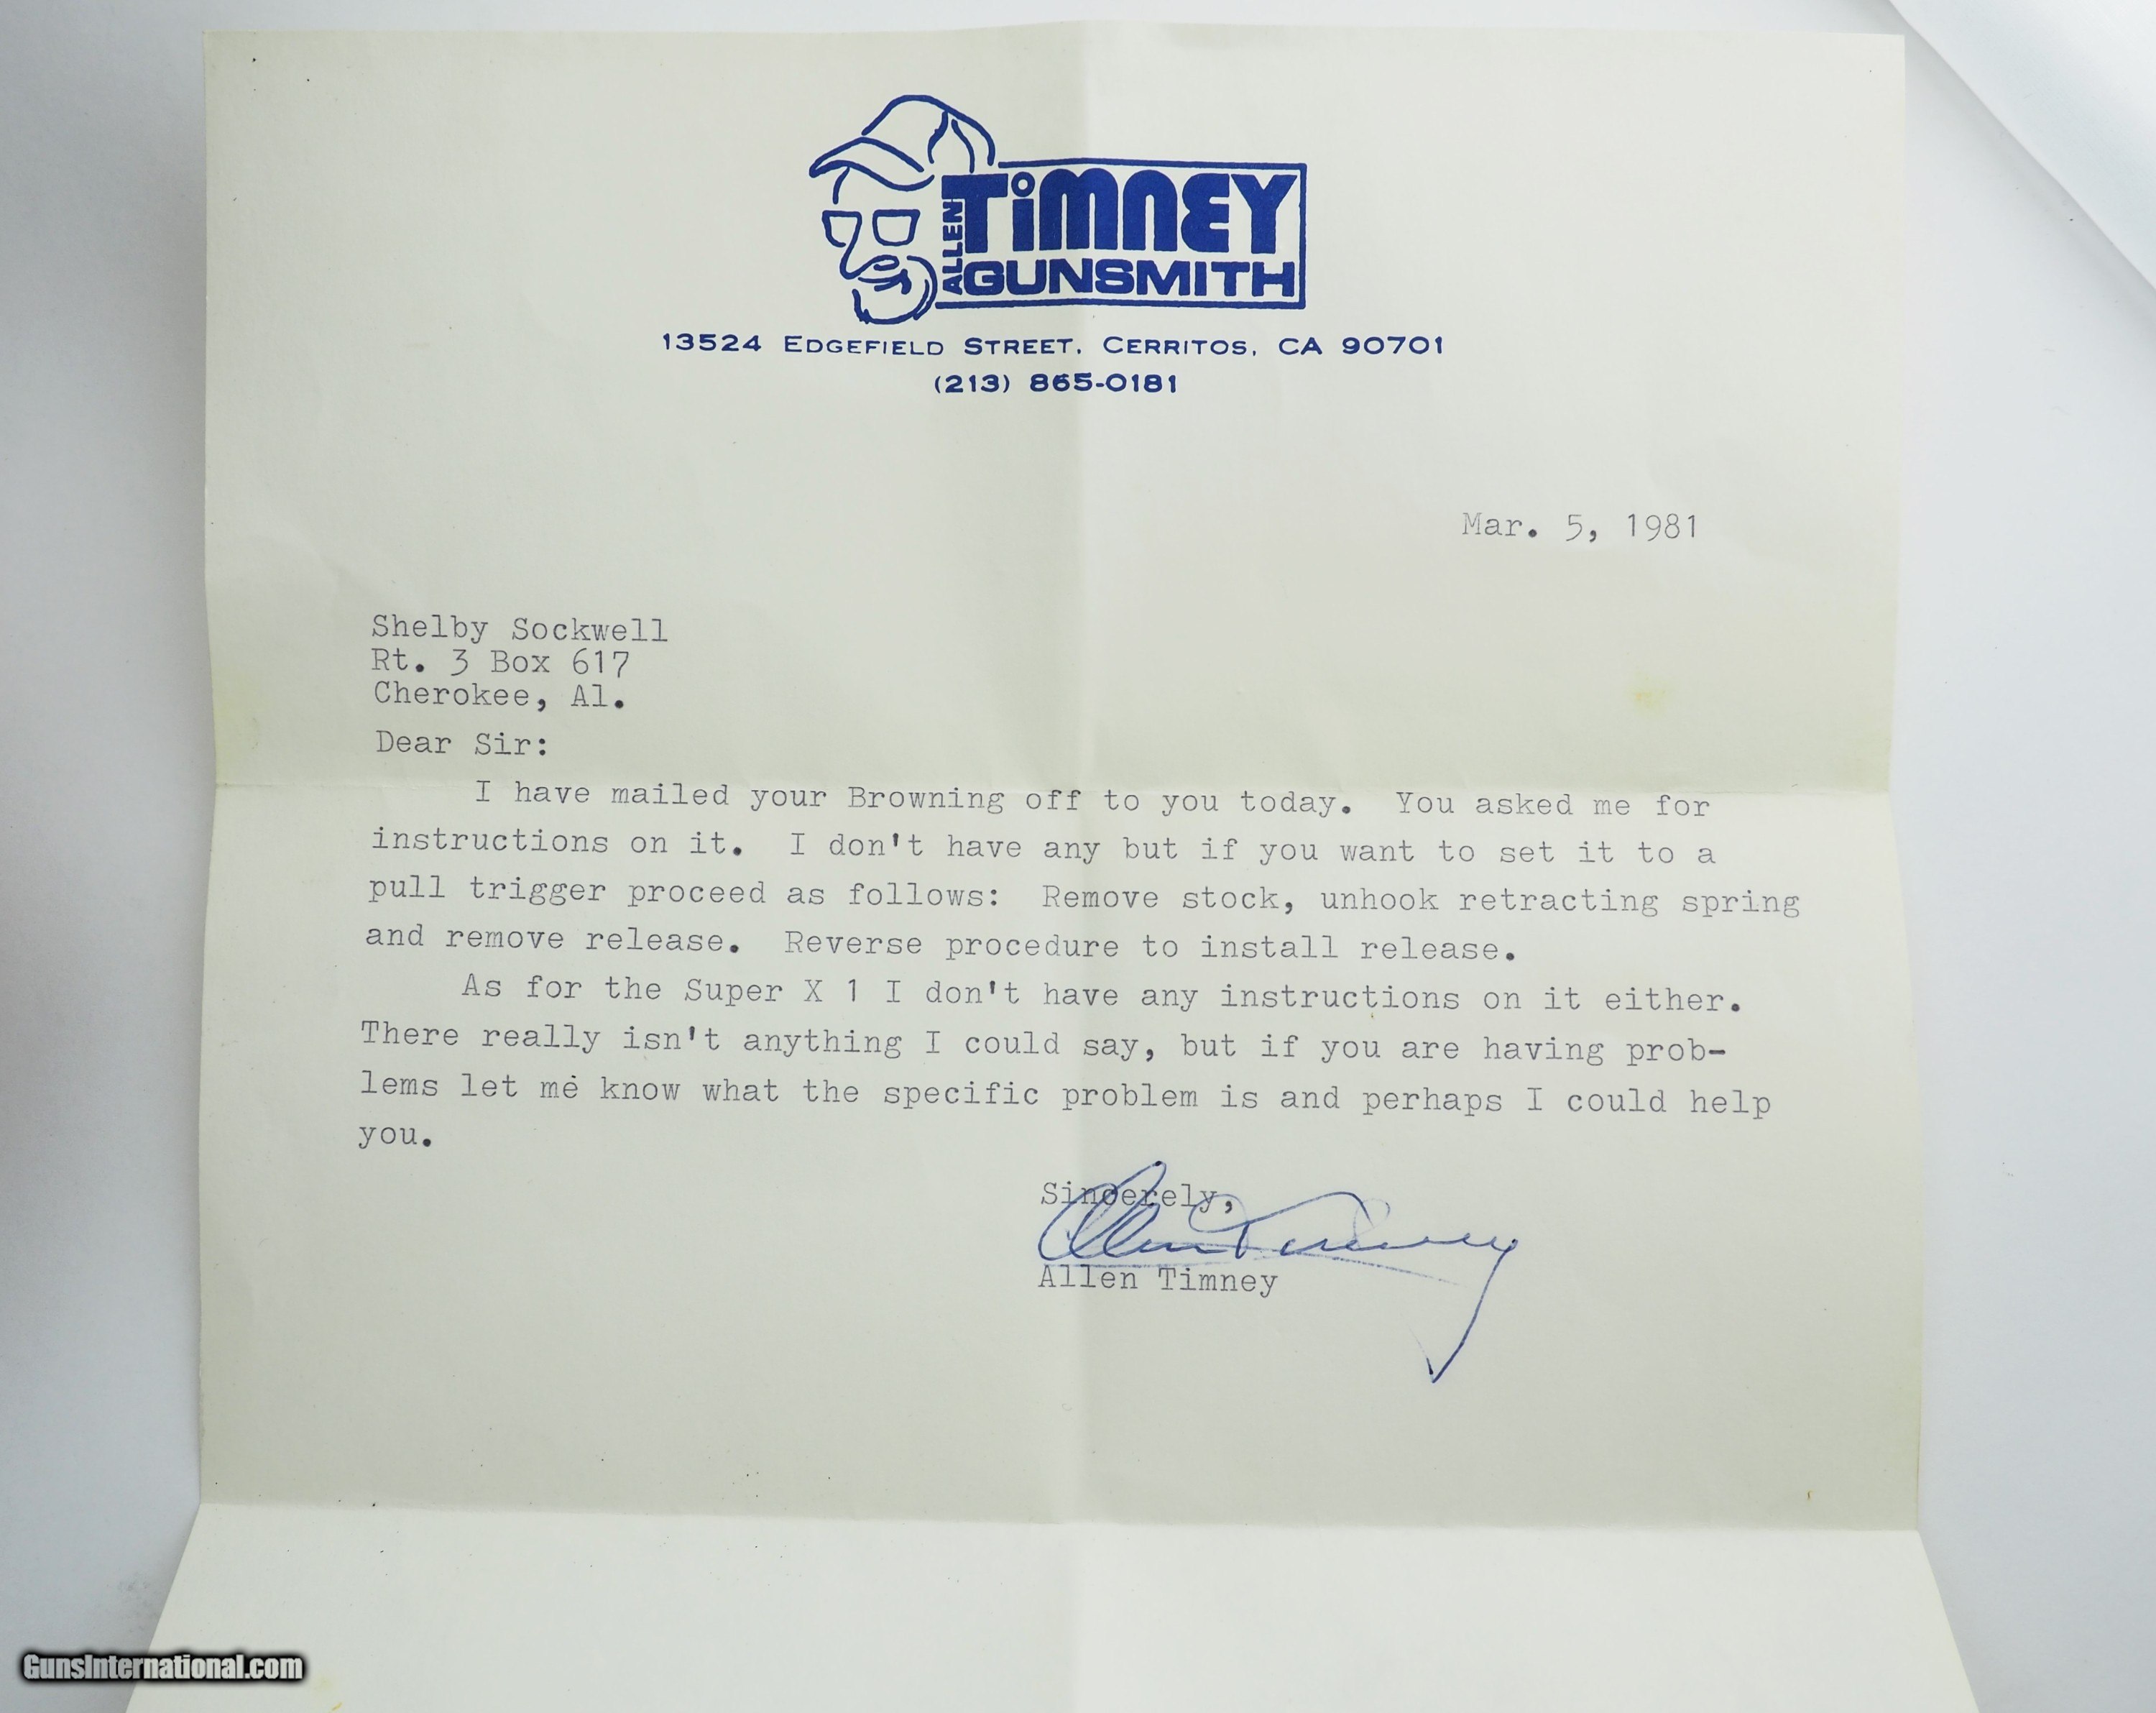 ALLEN TiMNEY
GUNSMITH
13524 EDGEFIELD STREET, CERRITOS, CA 90701
(213) 865-0181
Mar. 5, 1981
Shelby Sockwell
Rt. 3 Box 617
Cherokee, Al.
Dear Sir:
I have mailed your Browning off to you today. You asked me for
instructions on it. I don't have any but if you want to set it to a
pull trigger proceed as follows: Remove stock, unhook retracting spring
and remove release. Reverse procedure to install release.
As for the Super X 1 I don't have any instructions on it either.
There really isn't anything I could say, but if you are having prob-
lems let me know what the specific problem is and perhaps I could help
you.
Sincerely,
Allen Timney
Allen Timney
GunsInternational.com